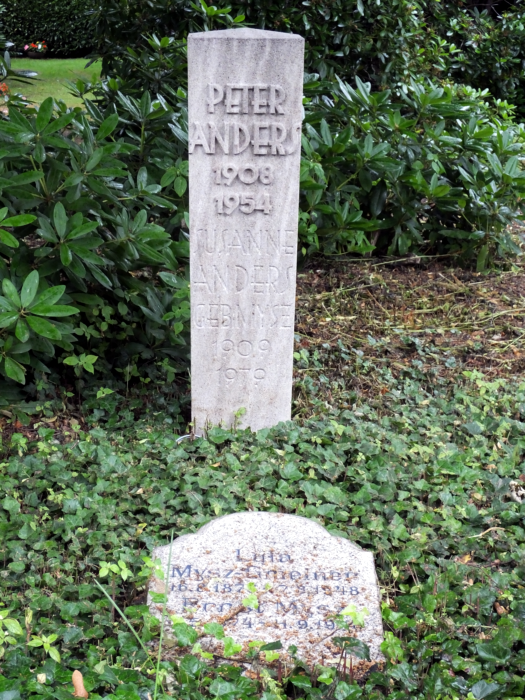 PETER
ANDERS
1908
1954
SUSANNE
ANDERS
GEB MYSZ
1909
1979
Lula
Mysz-Gmeiner
Ernst Mysz